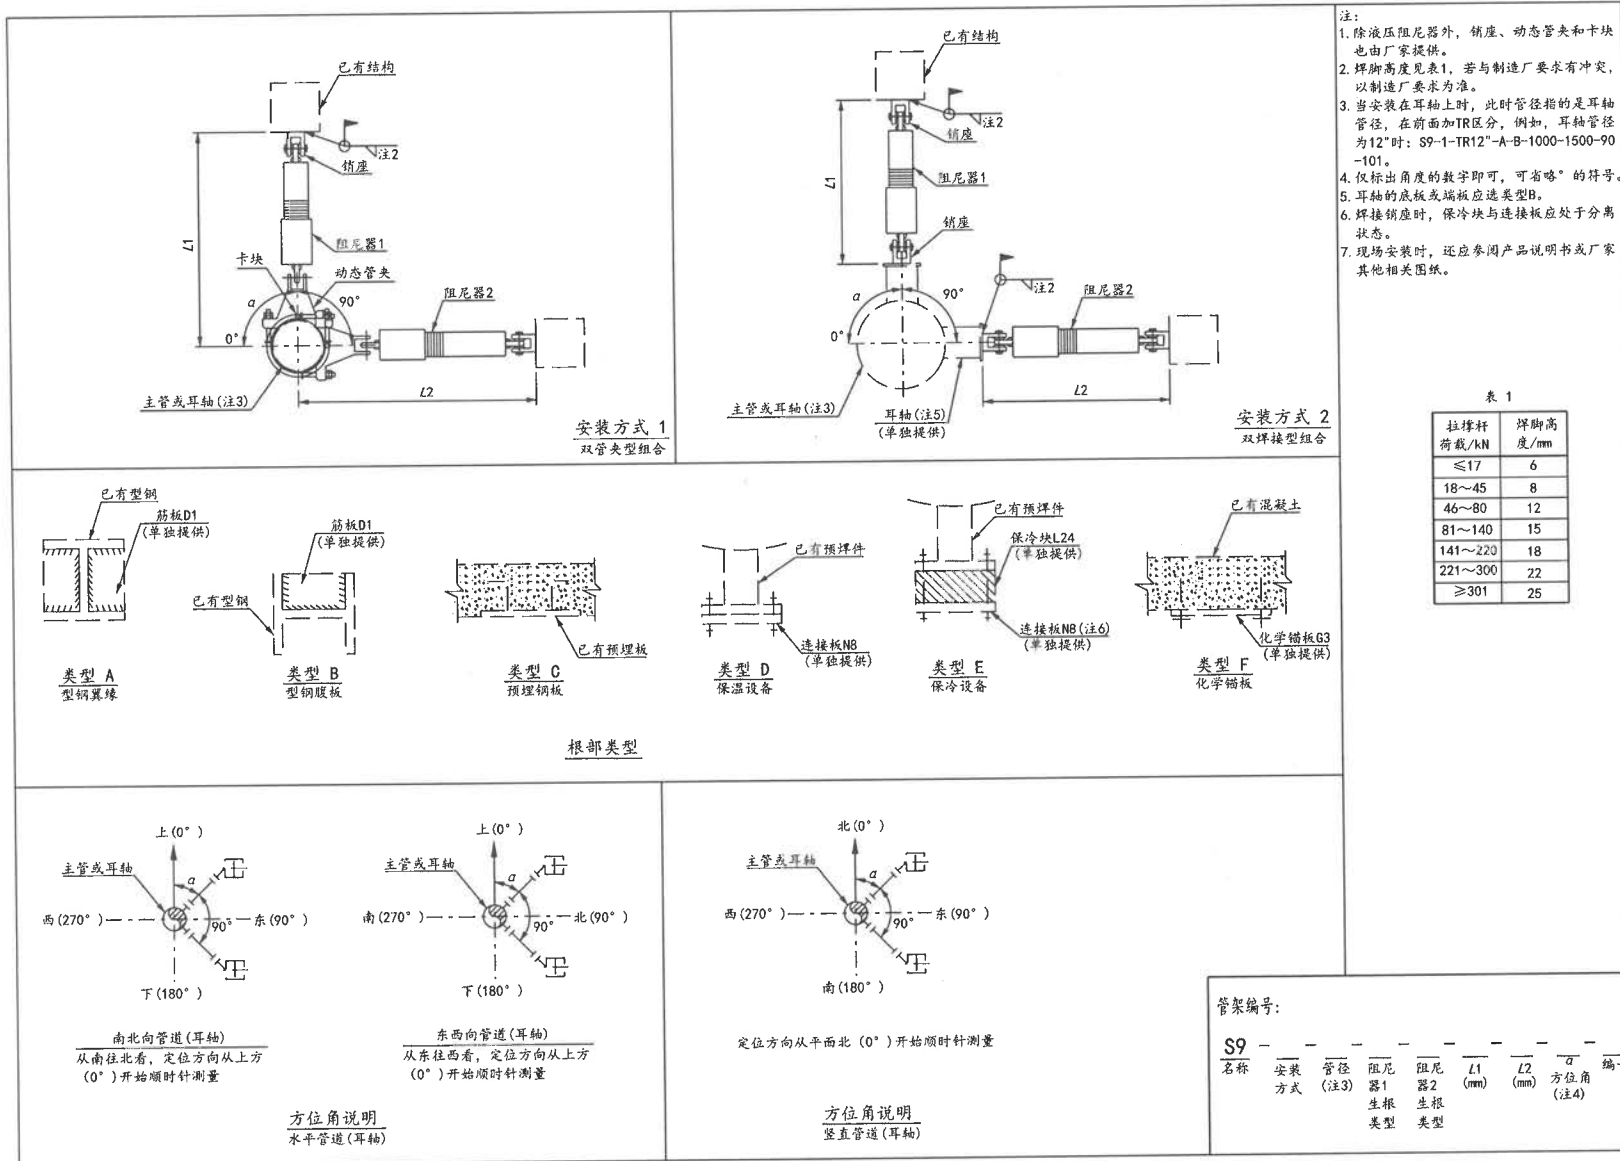 已有结构
注2
销座
L1
阻尼器1
卡块
动态管夹
a
90°
0°
阻尼器2
主管或耳轴(注3)
L2
安装方式 1
双管夹型组合
已有结构
注2
销座
L1
阻尼器1
销座
注2
a
90°
0°
阻尼器2
主管或耳轴(注3)
耳轴(注5)
(单独提供)
L2
安装方式 2
双焊接型组合
注:
1.除液压阻尼器外，销座、动态管夹和卡块
也由厂家提供。
2.焊脚高度见表1，若与制造厂要求有冲突，
以制造厂要求为准。
3.当安装在耳轴上时，此时管径指的是耳轴
管径，在前面加TR区分，例如，耳轴管径
为12"时：S9-1-TR12"-A-B-1000-1500-90
-101。
4.仅标出角度的数字即可，可省略°的符号。
5.耳轴的底板或端板应选类型B。
6.焊接销座时，保冷块与连接板应处于分离
状态。
7.现场安装时，还应参阅产品说明书或厂家
其他相关图纸。
表 1
拉撑杆 焊脚高
荷载/kN 度/mm
≤17 6
18～45 8
46～80 12
81～140 15
141～220 18
221～300 22
≥301 25
已有型钢
筋板D1
(单独提供)
类型 A
型钢翼缘
筋板D1
(单独提供)
已有型钢
类型 B
型钢腹板
已有预埋板
类型 C
预埋钢板
已有预焊件
连接板N8
(单独提供)
类型 D
保温设备
已有预焊件
保冷块L24
(单独提供)
连接板N8(注6)
(单独提供)
类型 E
保冷设备
已有混凝土
化学锚板G3
(单独提供)
类型 F
化学锚板
根部类型
上(0°)
主管或耳轴
a
西(270°)
90°
东(90°)
下(180°)
南北向管道(耳轴)
从南往北看，定位方向从上方
(0°)开始顺时针测量
上(0°)
主管或耳轴
a
南(270°)
90°
北(90°)
下(180°)
东西向管道(耳轴)
从东往西看，定位方向从上方
(0°)开始顺时针测量
方位角说明
水平管道(耳轴)
北(0°)
主管或耳轴
a
西(270°)
90°
东(90°)
南(180°)
定位方向从平面北(0°)开始顺时针测量
方位角说明
竖直管道(耳轴)
管架编号:
S9 - - - - - - - -
名称 安装 管径 阻尼 阻尼 L1 L2 a
方式 (注3) 器1 器2 (mm) (mm) 方位角
生根 生根 (注4)
类型 类型